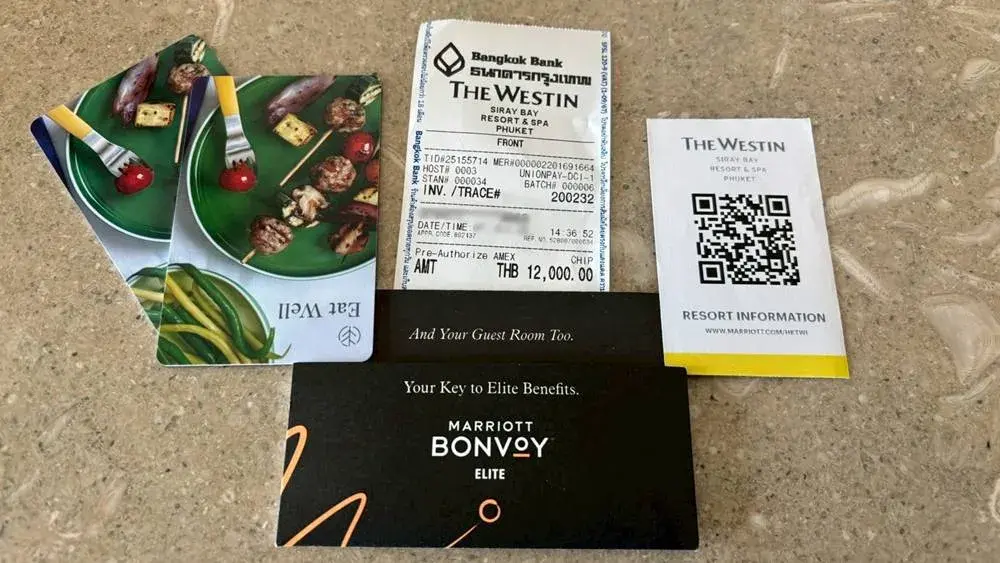 Eat Well
Bangkok Bank
ธนาคารกรุงเทพ
THE WESTIN
SIRAY BAY
RESORT & SPA
PHUKET
FRONT
TID#25155714 MER#000002201691664
HOST# 0003 UNIONPAY-DCI-1
STAN# 000034 BATCH# 000006
INV./TRACE# 200232
DATE/TIME: 14:36:52
Pre-Authorize AMEX CHIP
AMT THB 12,000.00
Bangkok Bank
THE WESTIN
SIRAY BAY
RESORT & SPA
PHUKET
RESORT INFORMATION
WWW.MARRIOTT.COM/HKTWI
And Your Guest Room Too.
Your Key to Elite Benefits.
MARRIOTT
BONVOY
ELITE